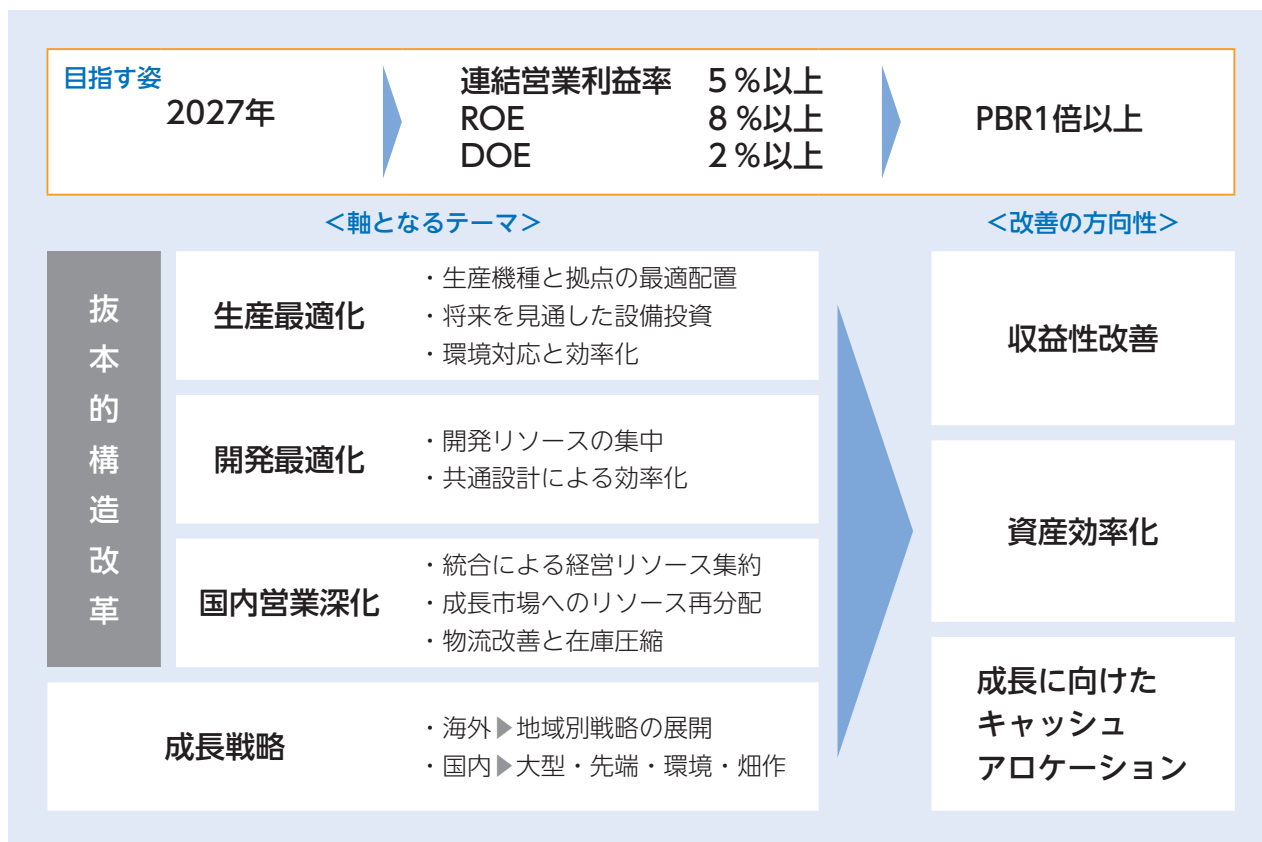 目指す姿
2027年
連結営業利益率 5%以上
ROE 8%以上
DOE 2%以上
PBR1倍以上
＜軸となるテーマ＞
＜改善の方向性＞
抜本的構造改革
生産最適化
・生産機種と拠点の最適配置
・将来を見通した設備投資
・環境対応と効率化
開発最適化
・開発リソースの集中
・共通設計による効率化
国内営業深化
・統合による経営リソース集約
・成長市場へのリソース再分配
・物流改善と在庫圧縮
成長戦略
・海外▶地域別戦略の展開
・国内▶大型・先端・環境・畑作
収益性改善
資産効率化
成長に向けた
キャッシュ
アロケーション